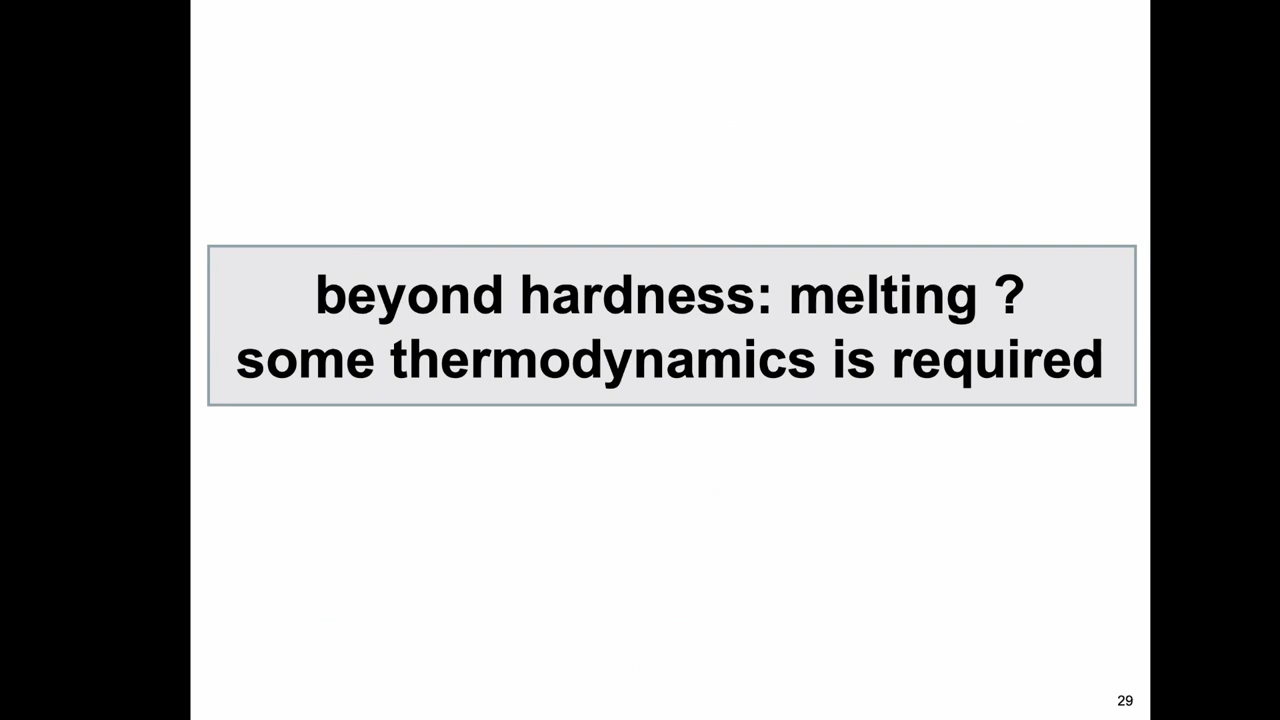 beyond hardness: melting ?
some thermodynamics is required
29